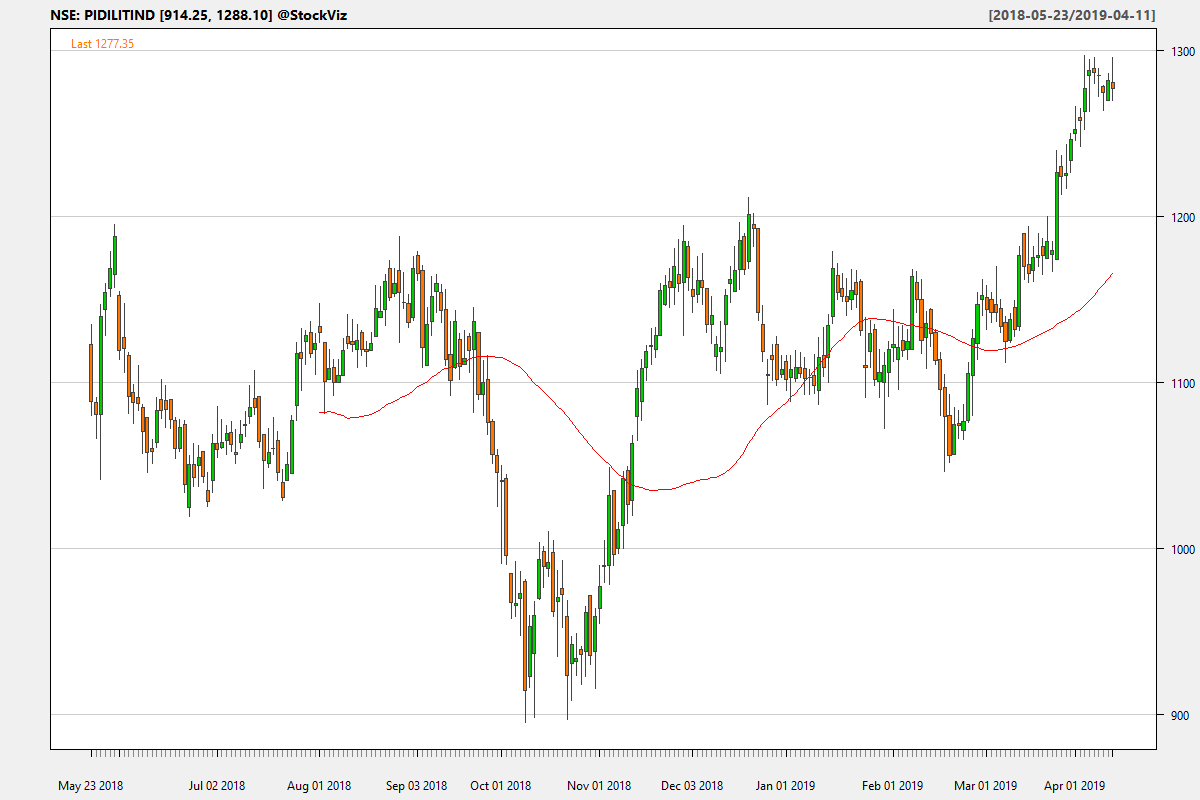 NSE: PIDILITIND [914.25, 1288.10] @StockViz [2018-05-23/2019-04-11]
Last 1277.35
1300
1200
1100
1000
900
May 23 2018 Jul 02 2018 Aug 01 2018 Sep 03 2018 Oct 01 2018 Nov 01 2018 Dec 03 2018 Jan 01 2019 Feb 01 2019 Mar 01 2019 Apr 01 2019